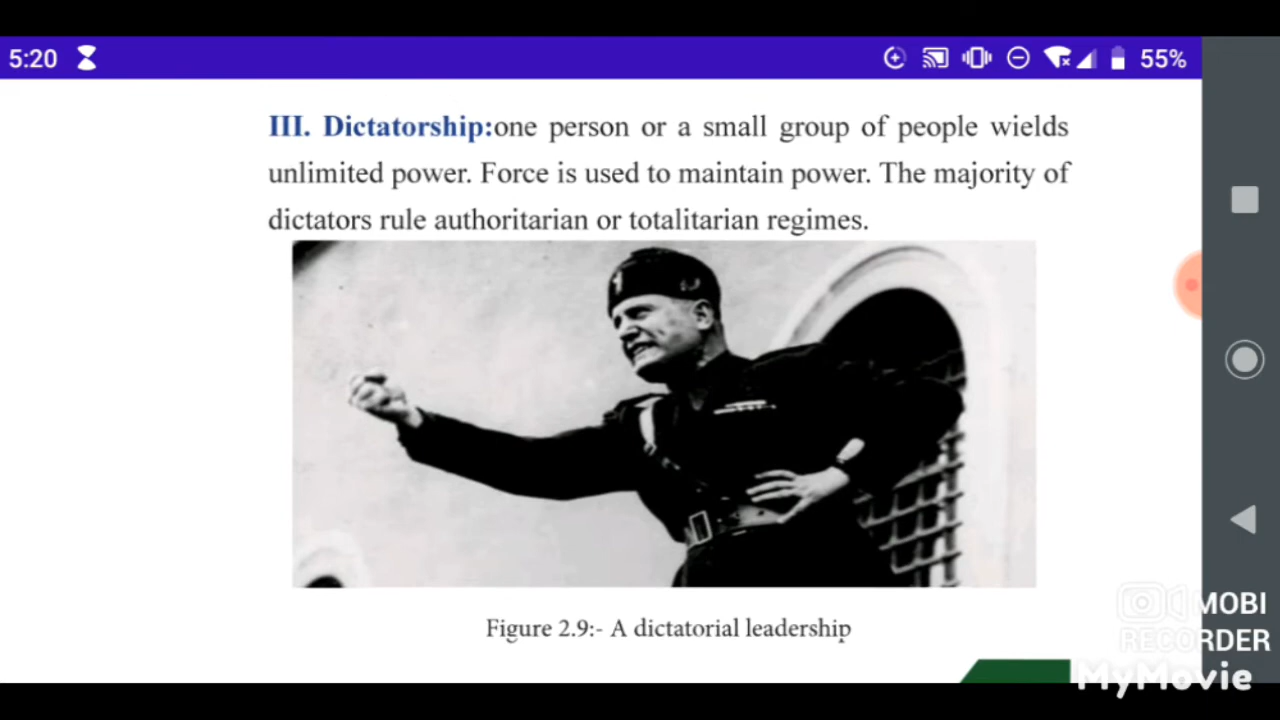 5:20
55%
III. Dictatorship:one person or a small group of people wields
unlimited power. Force is used to maintain power. The majority of
dictators rule authoritarian or totalitarian regimes.
Figure 2.9:- A dictatorial leadership
MOBI
RECORDER
MyMovie